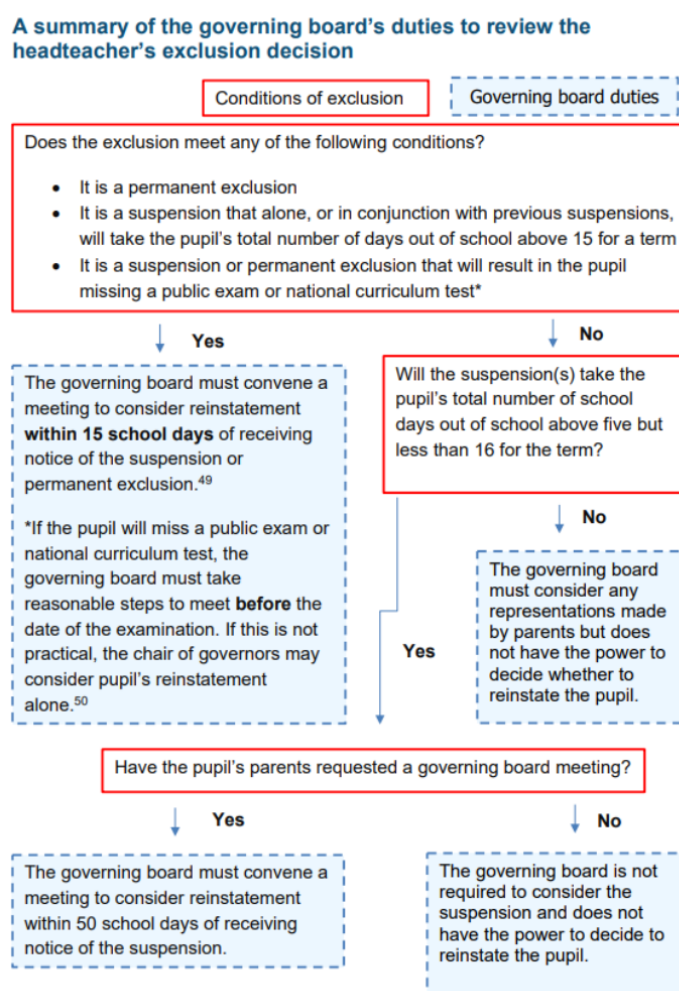 A summary of the governing board’s duties to review the
headteacher’s exclusion decision
Conditions of exclusion
Governing board duties
Does the exclusion meet any of the following conditions?
• It is a permanent exclusion
• It is a suspension that alone, or in conjunction with previous suspensions,
will take the pupil’s total number of days out of school above 15 for a term
• It is a suspension or permanent exclusion that will result in the pupil
missing a public exam or national curriculum test*
Yes
No
The governing board must convene a
meeting to consider reinstatement
within 15 school days of receiving
notice of the suspension or
permanent exclusion.49
*If the pupil will miss a public exam or
national curriculum test, the
governing board must take
reasonable steps to meet before the
date of the examination. If this is not
practical, the chair of governors may
consider pupil’s reinstatement
alone.50
Will the suspension(s) take the
pupil’s total number of school
days out of school above five but
less than 16 for the term?
No
The governing board
must consider any
representations made
by parents but does
not have the power to
decide whether to
reinstate the pupil.
Yes
Have the pupil’s parents requested a governing board meeting?
Yes
No
The governing board must convene a
meeting to consider reinstatement
within 50 school days of receiving
notice of the suspension.
The governing board is not
required to consider the
suspension and does not
have the power to decide to
reinstate the pupil.